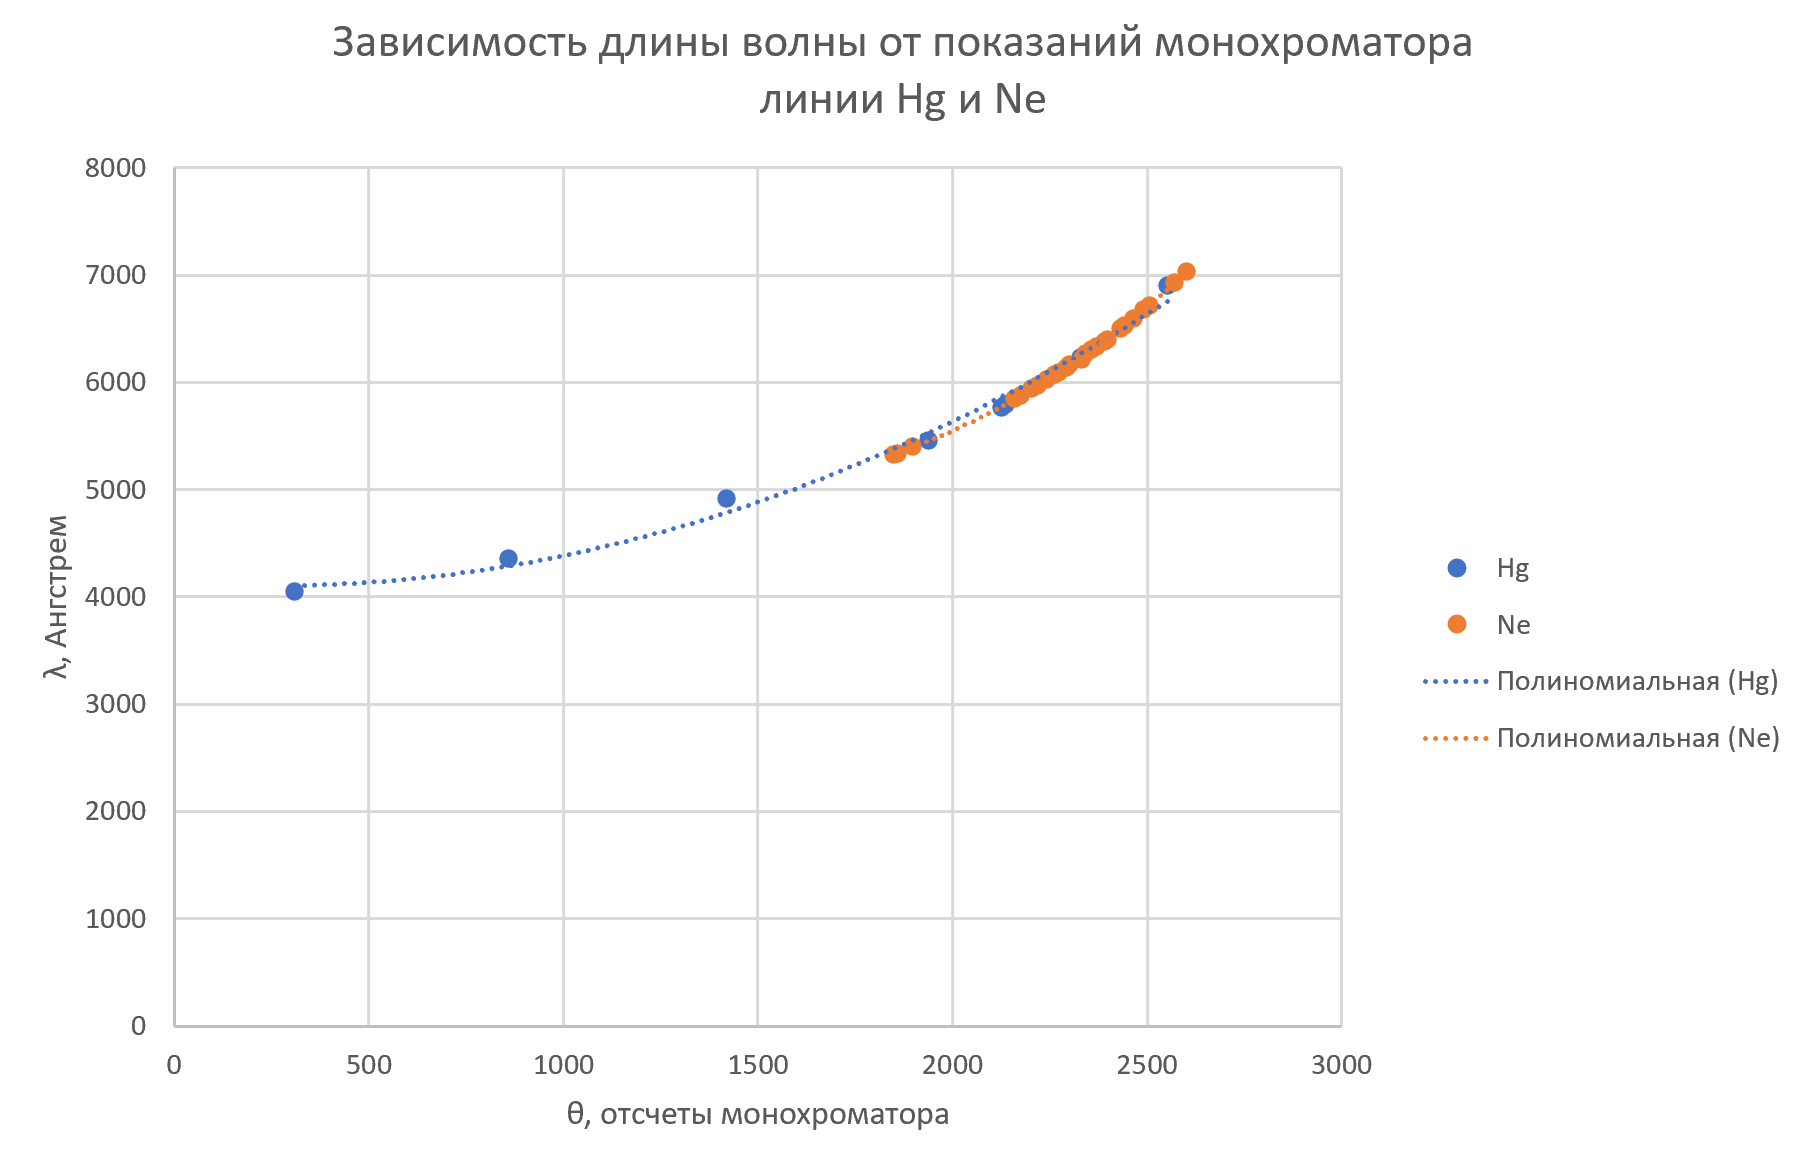 Зависимость длины волны от показаний монохроматора
линии Hg и Ne
8000
7000
6000
5000
4000
3000
2000
1000
0
λ, Ангстрем
0 500 1000 1500 2000 2500 3000
θ, отсчеты монохроматора
Hg
Ne
Полиномиальная (Hg)
Полиномиальная (Ne)